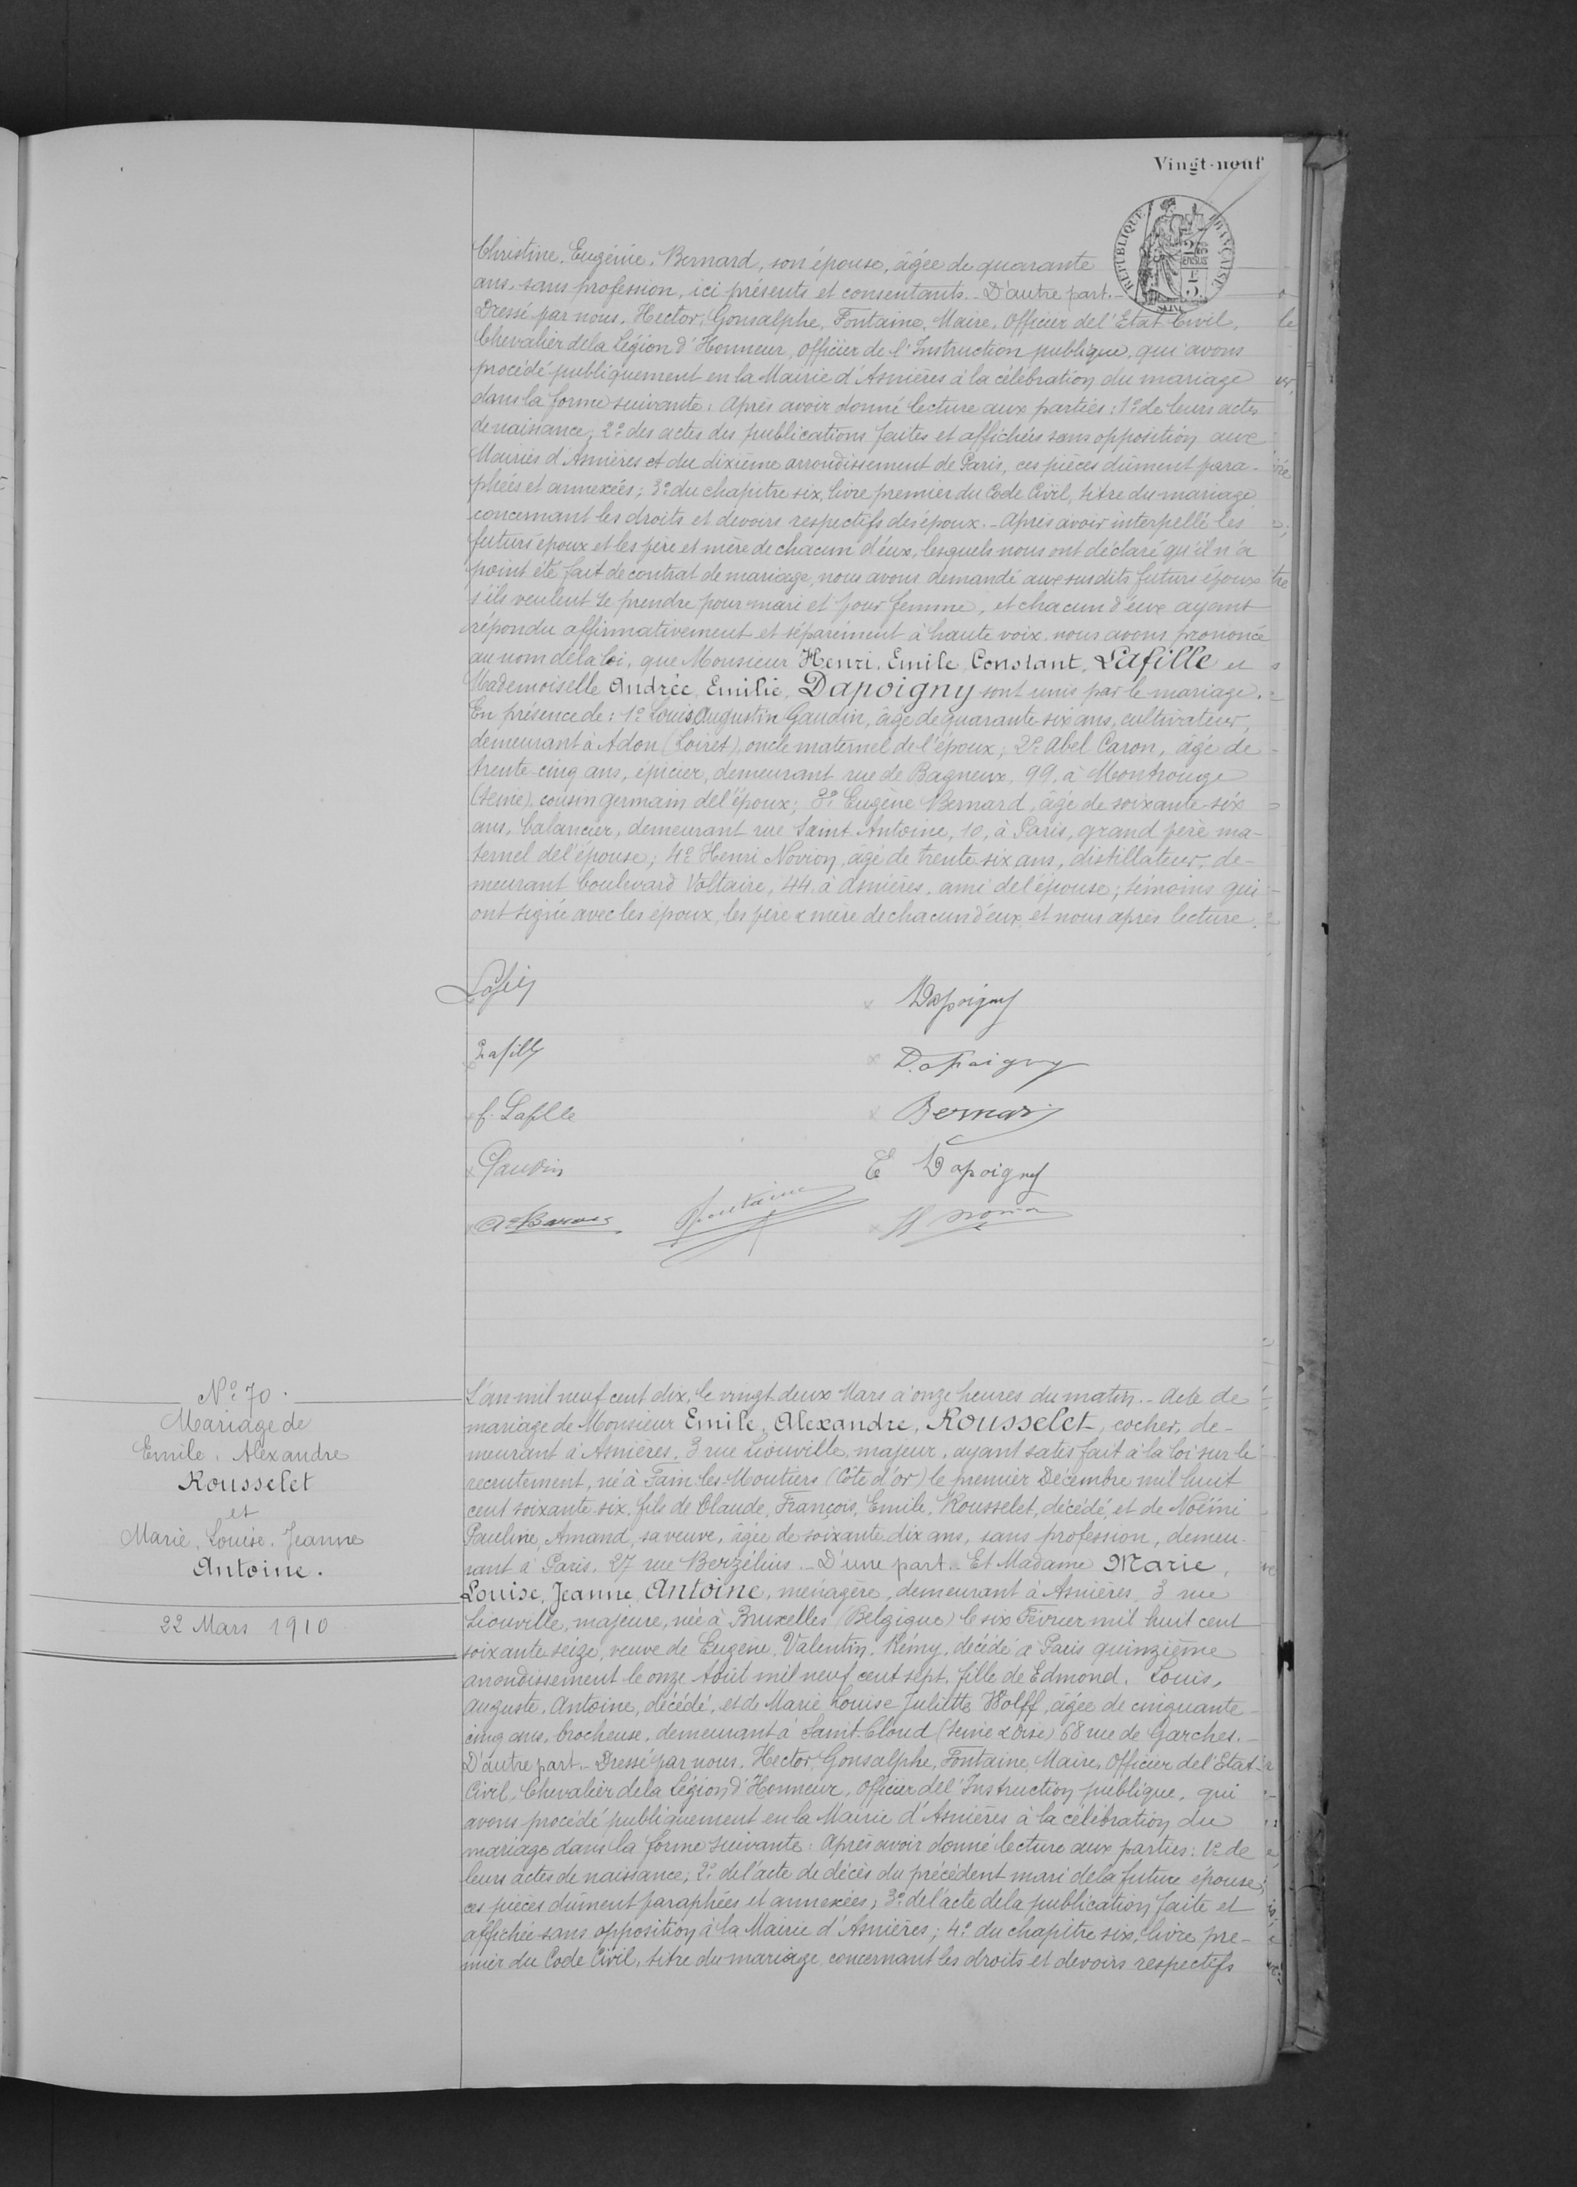 Vingt-neuf
RÉPUBLIQUE FRANÇAISE
Christine, Eugénie, Bernard, son épouse, âgée de quarante
ans, sans profession, ici présents et consentants. - D'autre part. -
Dressé par nous, Hector, Gonsalphe, Fontaine, Maire, Officier de l'Etat Civil,
Chevalier de la Légion d'Honneur, officier de l'Instruction publique, qui avons
procédé publiquement en la Mairie d'Asnières à la célébration du mariage
dans la forme suivante: Après avoir donné lecture aux parties: 1º de leurs actes
de naissance; 2º des actes des publications faites et affichées sans opposition aux
Mairies d'Asnières et du dixième arrondissement de Paris, ces pièces dûment para-
phées et annexées; 3º du chapitre six, livre premier du Code Civil, titre du mariage
concernant les droits et devoirs respectifs des époux. - Après avoir interpellé les
futurs époux et les père et mère de chacun d'eux, lesquels nous ont déclaré qu'il n'a
point été fait de contrat de mariage, nous avons demandé aux susdits futurs époux
s'ils veulent se prendre pour mari et pour femme, et chacun d'eux ayant
répondu affirmativement et séparément à haute voix, nous avons prononcé
au nom de la loi, que Monsieur Henri, Emile, Constant, Lafille et
Mademoiselle Andrée, Emilie, Dapoigny sont unis par le mariage.
En présence de: 1º Louis Augustin Gaudin, âgé de quarante-six ans, cultivateur,
demeurant à Adon (Loiret), oncle maternel de l'époux; 2º Abel Caron, âgé de
trente-cinq ans, épicier, demeurant rue de Bagneux, 99, à Montrouge
(Seine), cousin germain de l'époux; 3º Eugène Bernard, âgé de soixante-six
ans, balancier, demeurant rue Saint Antoine, 10, à Paris, grand père ma-
ternel de l'épouse; 4º Henri Novion, âgé de trente six ans, distillateur, de-
meurant boulevard Voltaire, 44, à Asnières, ami de l'épouse; témoins qui
ont signé avec les époux, les père & mère de chacun d'eux, et nous après lecture.
Dapoigny
Lafille
Dapoigny
f. Lafille
Bernard
Gaudin
E Dapoigny
Fontaine
Nº 70.
Mariage de
Emile, Alexandre
Rousselet
et
Marie, Louise, Jeanne
Antoine.
22 Mars 1910
L'an mil neuf cent dix, le vingt deux Mars à onze heures du matin. - Acte de
mariage de Monsieur Emile, Alexandre, Rousselet, cocher, de-
meurant à Asnières, 3 rue Liouville, majeur, ayant satisfait à la loi sur le
recrutement, né à Fain-les-Moutiers (Côte d'or) le premier Décembre mil huit
cent soixante-six, fils de Claude, François, Emile, Rousselet, décédé, et de Noëmi
Pauline, Amand, sa veuve, âgée de soixante dix ans, sans profession, demeu-
rant à Paris, 27 rue Berzélius. - D'une part. - Et Madame Marie,
Louise, Jeanne Antoine, ménagère, demeurant à Asnières, 3 rue
Liouville, majeure, née à Bruxelles (Belgique) le six Février mil huit cent
soixante seize, veuve de Eugène, Valentin, Rémy, décédé à Paris quinzième
arrondissement le onze Août mil neuf cent sept, fille de Edmond, Louis,
Auguste, Antoine, décédé, et de Marie Louise Juliette Wolff, âgée de cinquante-
cinq ans, brocheuse, demeurant à Saint-Cloud (Seine & Oise) 68 rue de Garches. -
D'autre part. - Dressé par nous, Hector, Gonsalphe, Fontaine, Maire, Officier de l'Etat
Civil, Chevalier de la Légion d'Honneur, Officier de l'Instruction publique, qui
avons procédé publiquement en la Mairie d'Asnières à la célébration du
mariage dans la forme suivante: Après avoir donné lecture aux parties: 1º de
leurs actes de naissance; 2º de l'acte de décès du précédent mari de la future épouse;
ces pièces dûment paraphées et annexées; 3º de l'acte de la publication faite et
affichée sans opposition à la Mairie d'Asnières; 4º du chapitre six, livre pre-
mier du Code Civil, titre du mariage, concernant les droits et devoirs respectifs